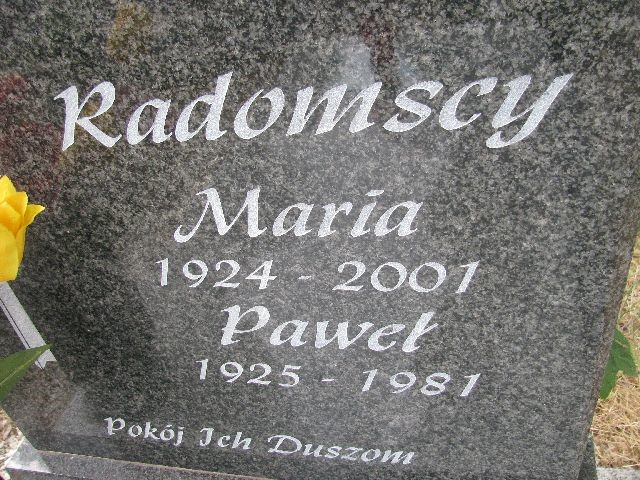 Radomscy
Maria
1924 - 2001
Paweł
1925 - 1981
Pokój Ich Duszom